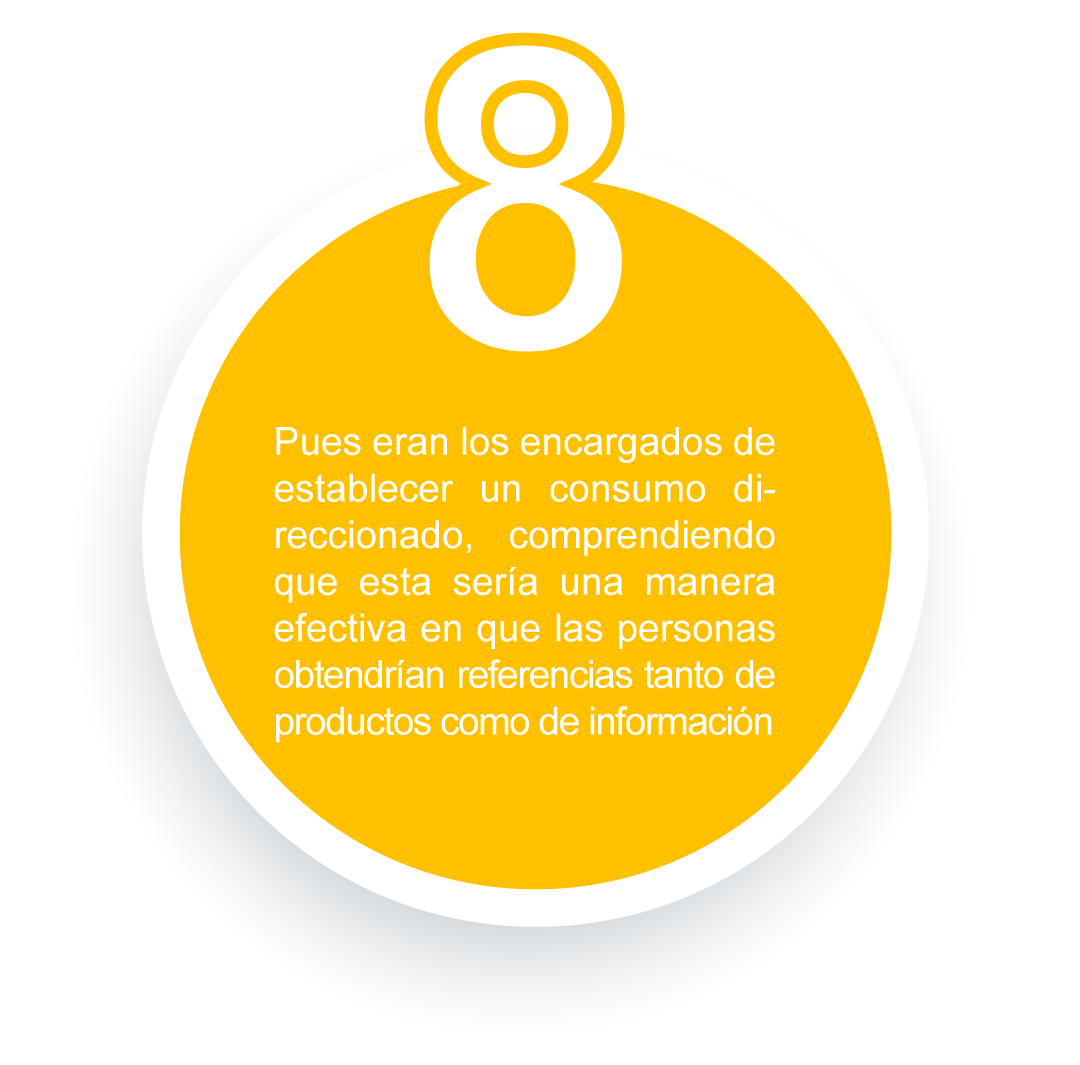 8
Pues eran los encargados de
establecer un consumo di-
reccionado, comprendiendo
que esta sería una manera
efectiva en que las personas
obtendrían referencias tanto de
productos como de información